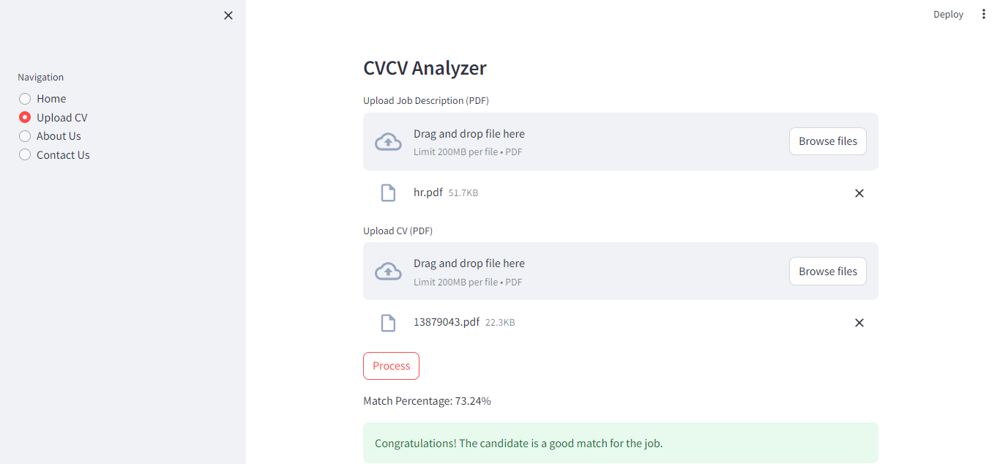 Deploy
Navigation
Home
Upload CV
About Us
Contact Us
CVCV Analyzer
Upload Job Description (PDF)
Drag and drop file here
Limit 200MB per file • PDF
Browse files
hr.pdf 51.7KB
Upload CV (PDF)
Drag and drop file here
Limit 200MB per file • PDF
Browse files
13879043.pdf 22.3KB
Process
Match Percentage: 73.24%
Congratulations! The candidate is a good match for the job.